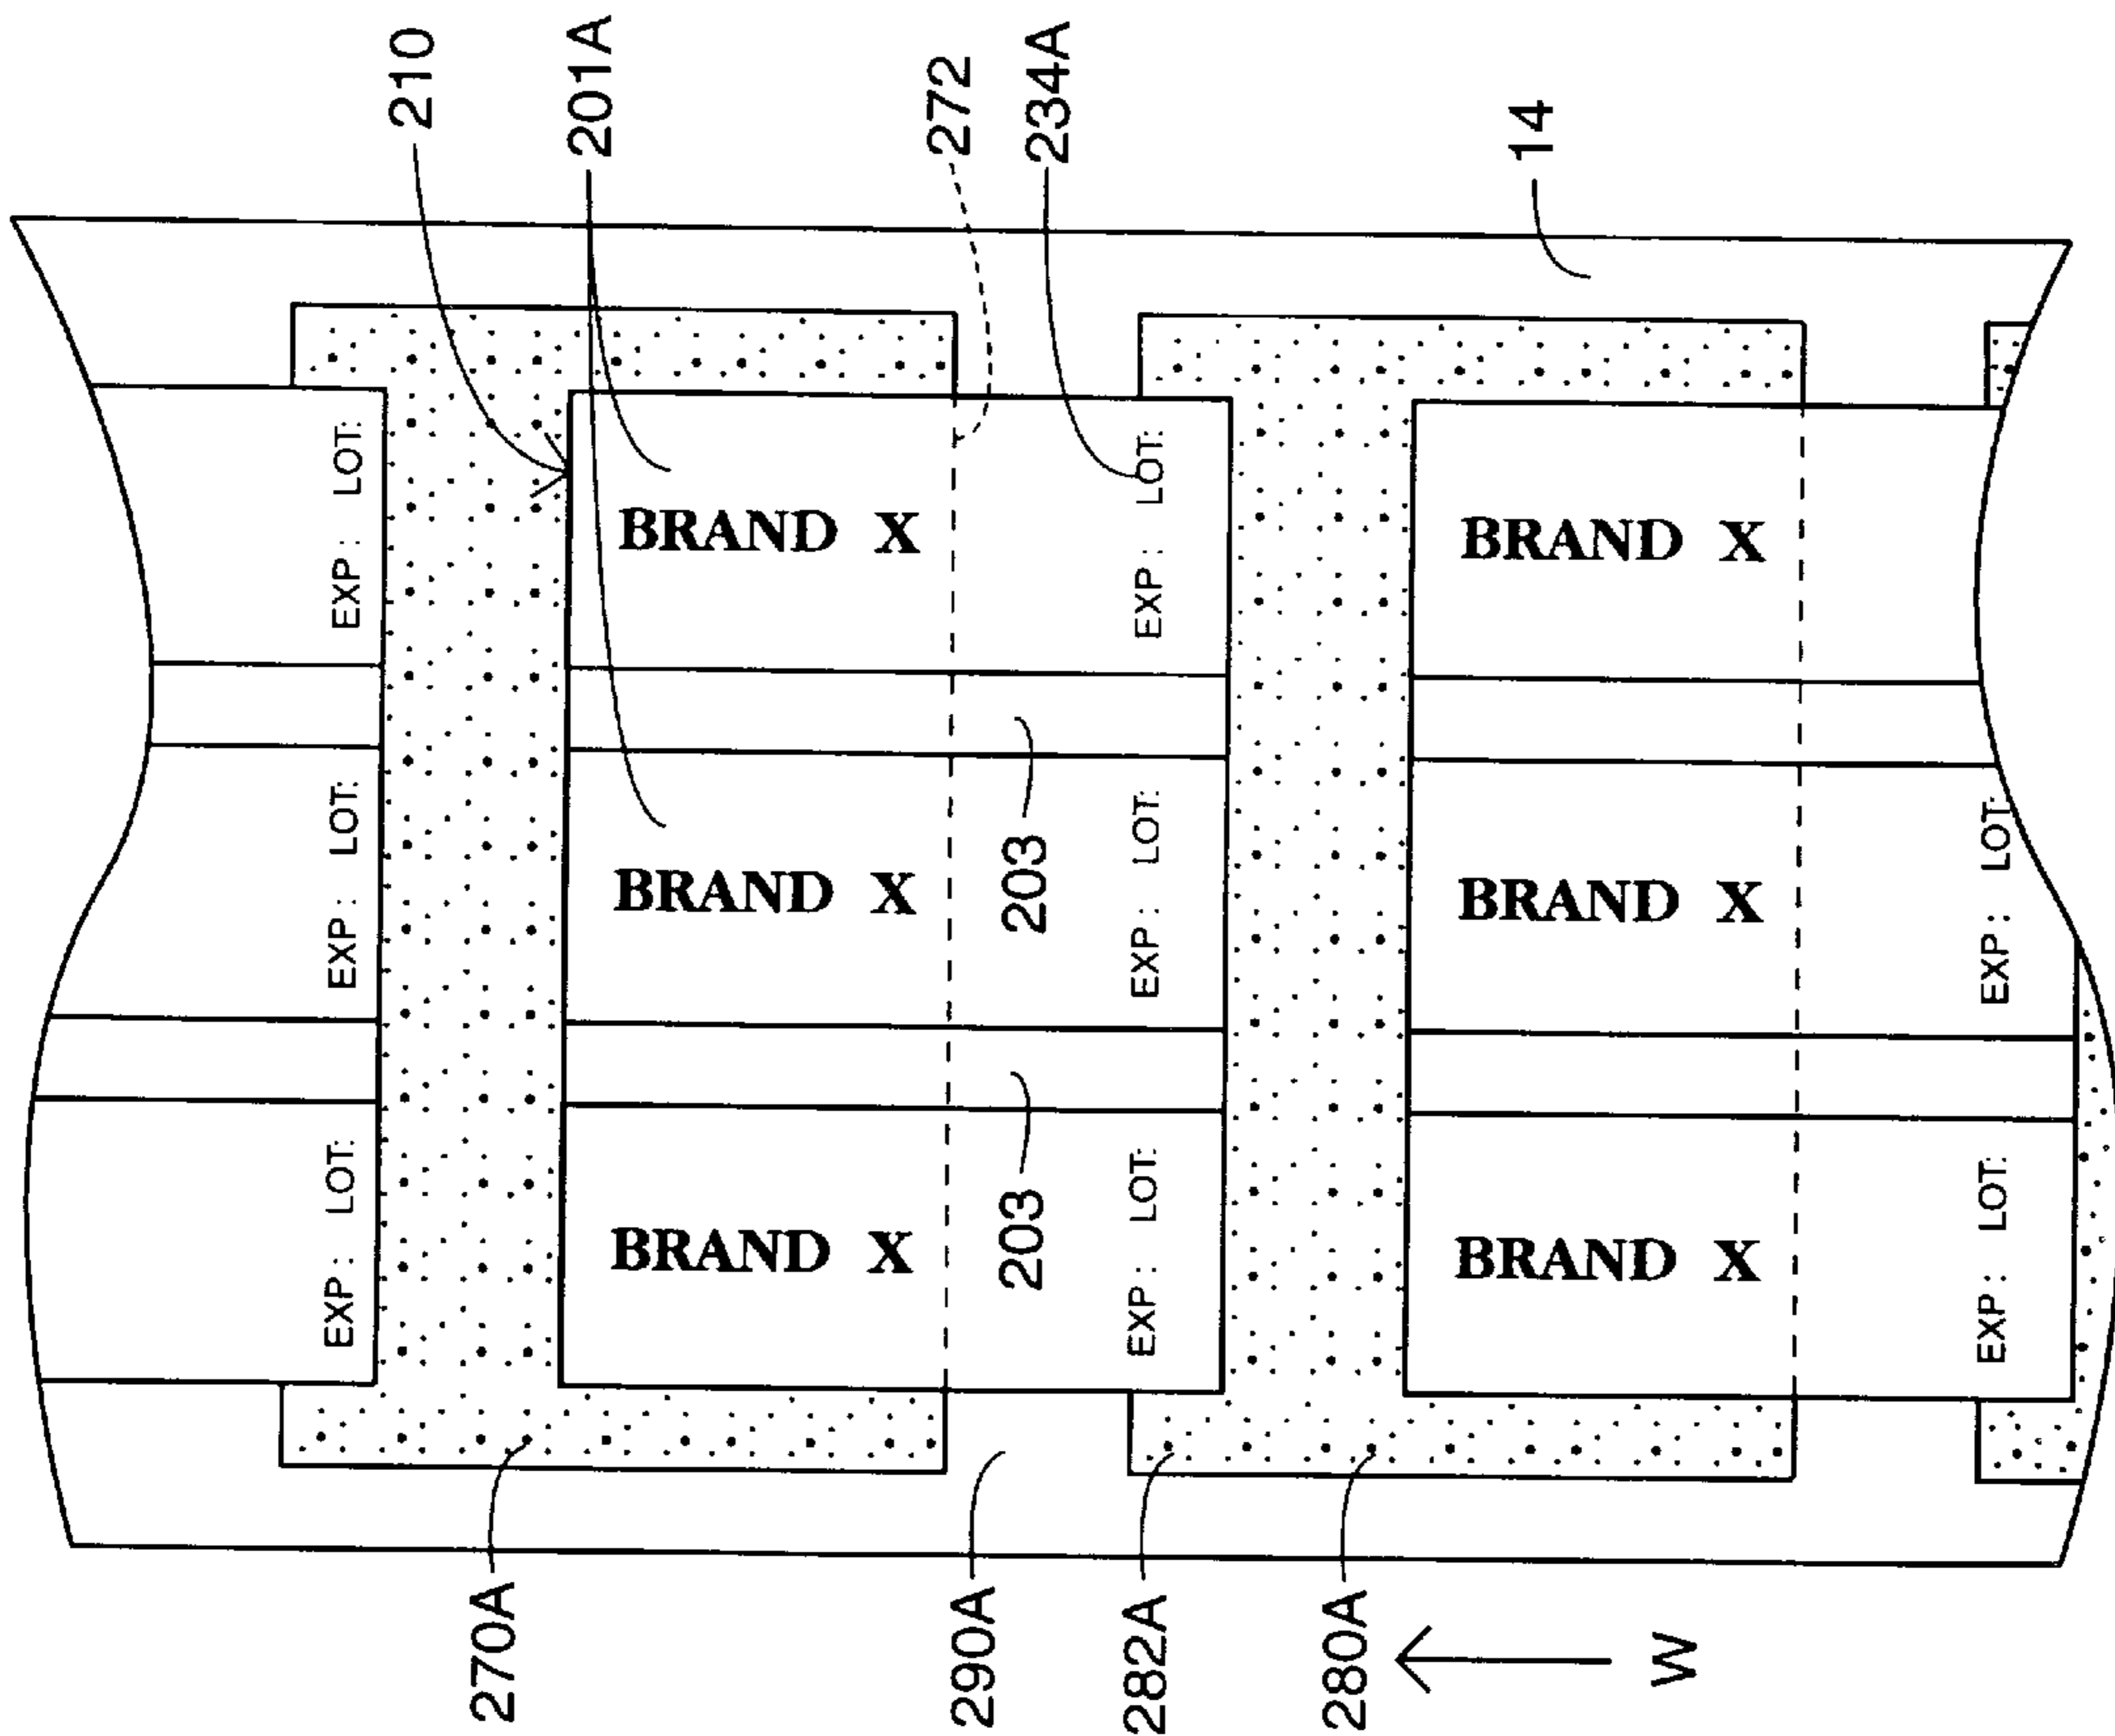 210
201A
272
234A
14
EXP : LOT:
BRAND X
BRAND X
EXP : LOT:
EXP : LOT:
BRAND X
BRAND X
203
EXP : LOT:
EXP : LOT
EXP : LOT:
BRAND X
BRAND X
203
EXP : LOT:
EXP : LOT:
270A
290A
282A
280A
W